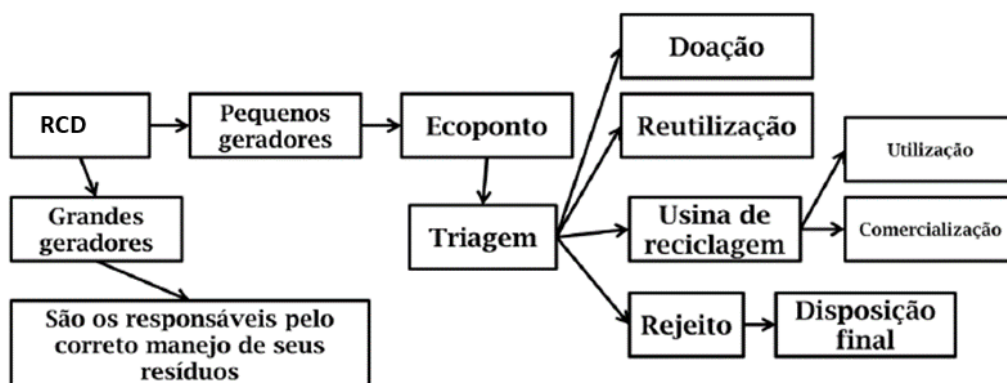 RCD
Pequenos
geradores
Ecoponto
Doação
Reutilização
Utilização
Grandes
geradores
Triagem
Usina de
reciclagem
Comercialização
São os responsáveis pelo
correto manejo de seus
resíduos
Rejeito
Disposição
final